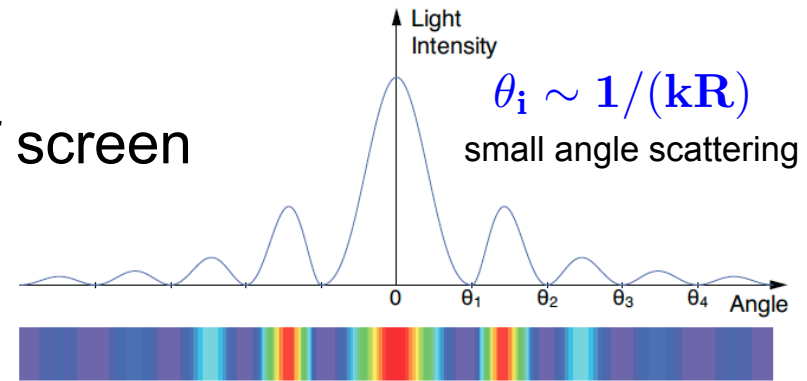 Light
Intensity
θᵢ ∼ 1/(kR)
screen
small angle scattering
0 θ₁ θ₂ θ₃ θ₄ Angle